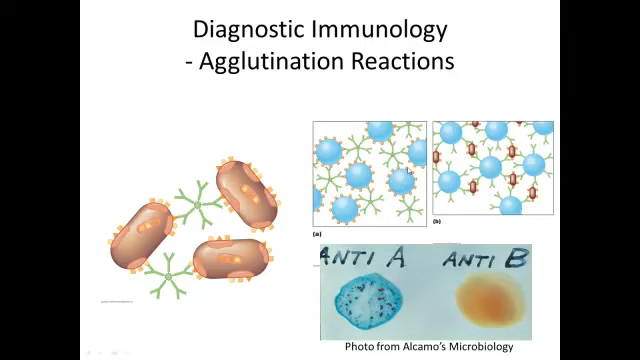 Diagnostic Immunology
- Agglutination Reactions
(a)
(b)
ANTI A
ANTI B
Photo from Alcamo's Microbiology